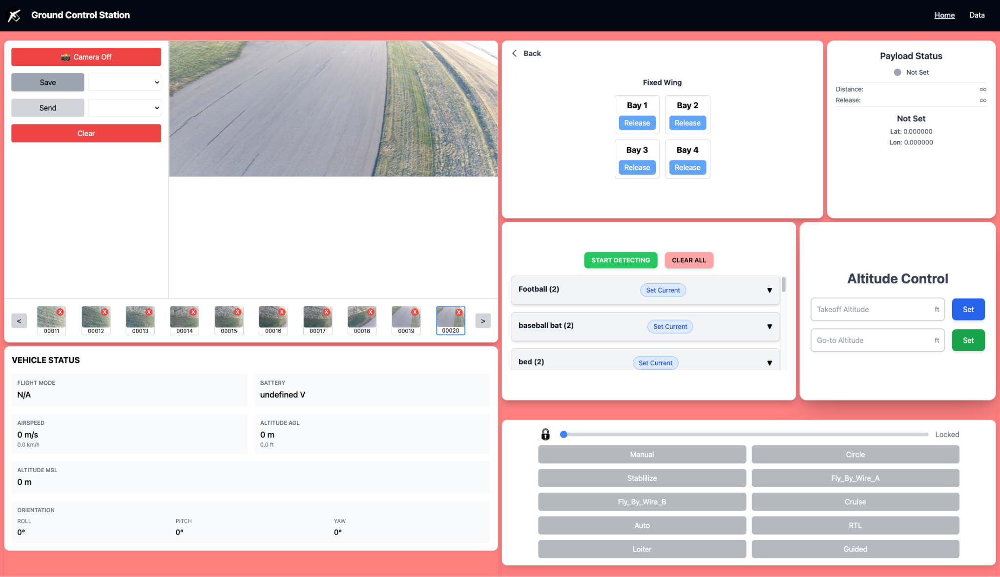 Ground Control Station
Home
Data
📸 Camera Off
Save
Send
Clear
< 
X
00011
X
00012
X
00013
X
00014
X
00015
X
00016
X
00017
X
00018
X
00019
X
00020
>
VEHICLE STATUS
FLIGHT MODE
N/A
BATTERY
undefined V
AIRSPEED
0 m/s
0.0 km/h
ALTITUDE AGL
0 m
0.0 ft
ALTITUDE MSL
0 m
ORIENTATION
ROLL
0°
PITCH
0°
YAW
0°
Back
Fixed Wing
Bay 1
Release
Bay 2
Release
Bay 3
Release
Bay 4
Release
Payload Status
Not Set
Distance: ∞
Release: ∞
Not Set
Lat: 0.000000
Lon: 0.000000
START DETECTING
CLEAR ALL
Football (2)
Set Current
▼
baseball bat (2)
Set Current
▼
bed (2)
Set Current
▼
Altitude Control
Takeoff Altitude ft
Set
Go-to Altitude ft
Set
Locked
Manual
Circle
Stablilize
Fly_By_Wire_A
Fly_By_Wire_B
Cruise
Auto
RTL
Loiter
Guided